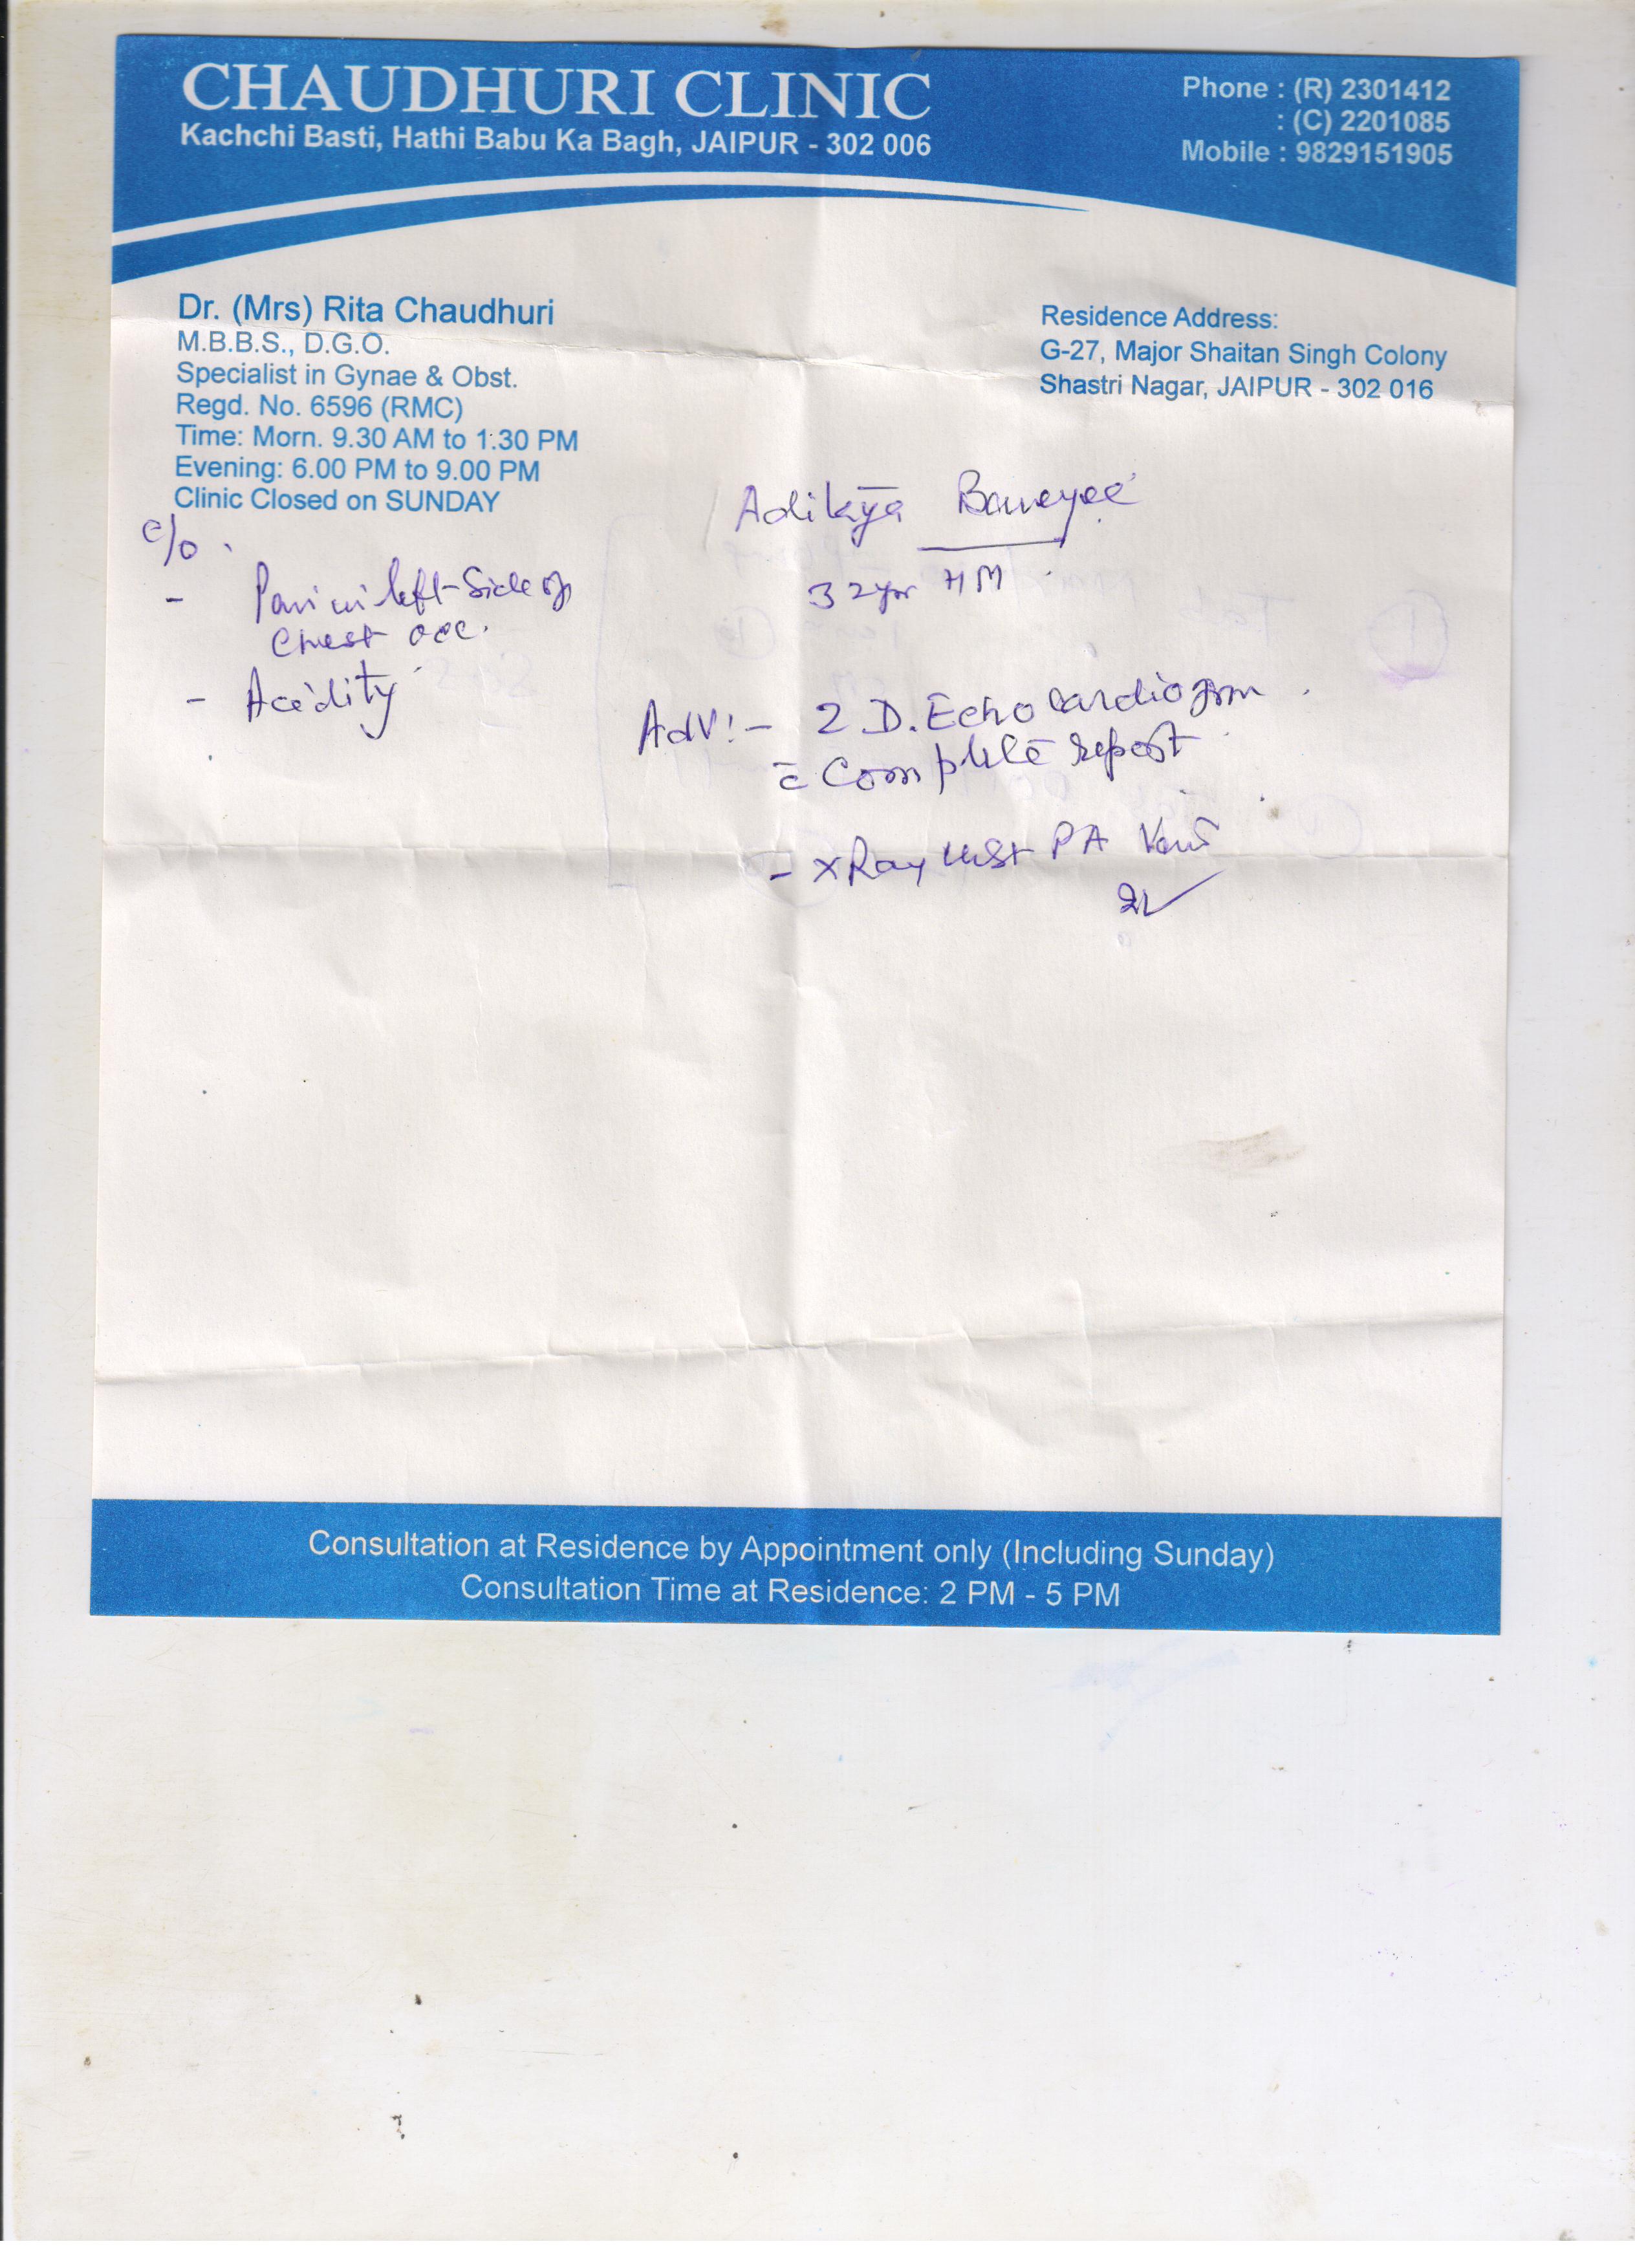 CHAUDHURI CLINIC
Kachchi Basti, Hathi Babu Ka Bagh, JAIPUR - 302 006
Phone : (R) 2301412
: (C) 2201085
Mobile : 9829151905
Dr. (Mrs) Rita Chaudhuri
M.B.B.S., D.G.O.
Specialist in Gynae & Obst.
Regd. No. 6596 (RMC)
Time: Morn. 9.30 AM to 1:30 PM
Evening: 6.00 PM to 9.00 PM
Clinic Closed on SUNDAY
Residence Address:
G-27, Major Shaitan Singh Colony
Shastri Nagar, JAIPUR - 302 016
Aditya Banerjee
32yr HM
c/o
- Pain in left-Side of
Chest occ.
- Acidity
Adv:- 2 D. Echocardiogram
c̄ Complete report
- x Ray chest PA View
Consultation at Residence by Appointment only (Including Sunday)
Consultation Time at Residence: 2 PM - 5 PM